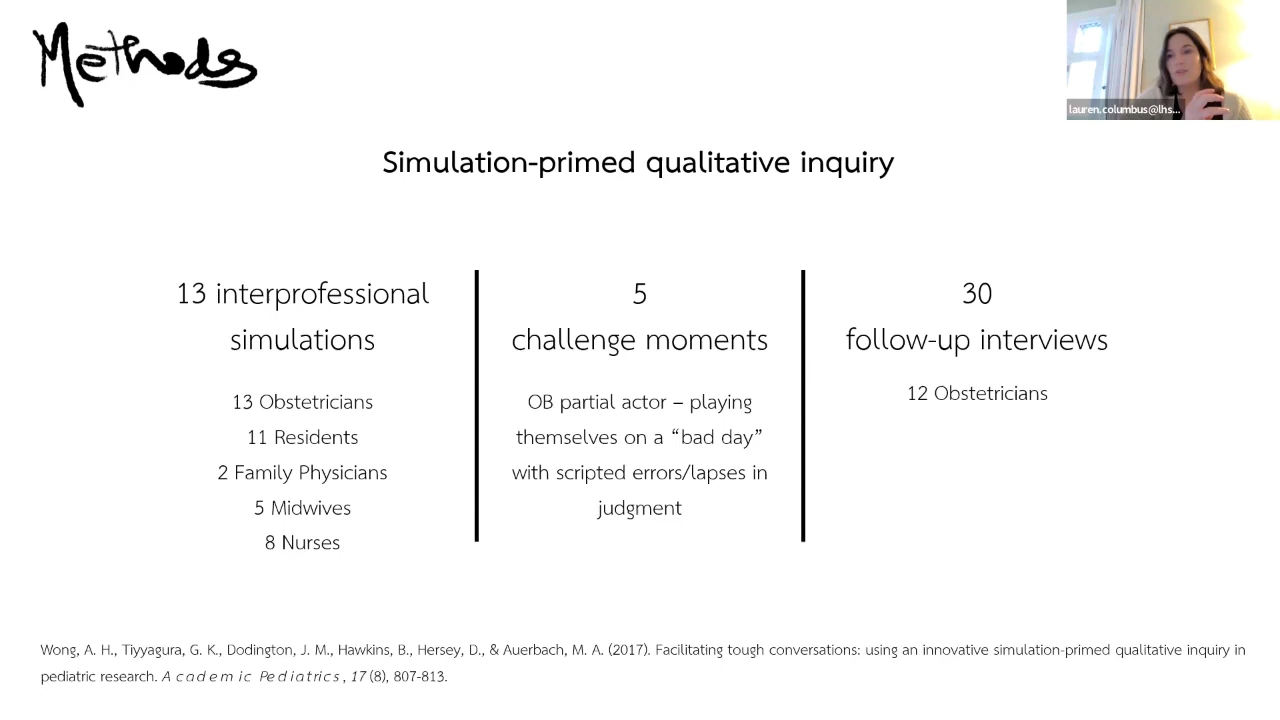 Methods
lauren.columbus@lhs...
Simulation-primed qualitative inquiry
13 interprofessional
simulations
13 Obstetricians
11 Residents
2 Family Physicians
5 Midwives
8 Nurses
5
challenge moments
OB partial actor – playing
themselves on a “bad day”
with scripted errors/lapses in
judgment
30
follow-up interviews
12 Obstetricians
Wong, A. H., Tiyyagura, G. K., Dodington, J. M., Hawkins, B., Hersey, D., & Auerbach, M. A. (2017). Facilitating tough conversations: using an innovative simulation-primed qualitative inquiry in
pediatric research. Academic Pediatrics, 17(8), 807-813.